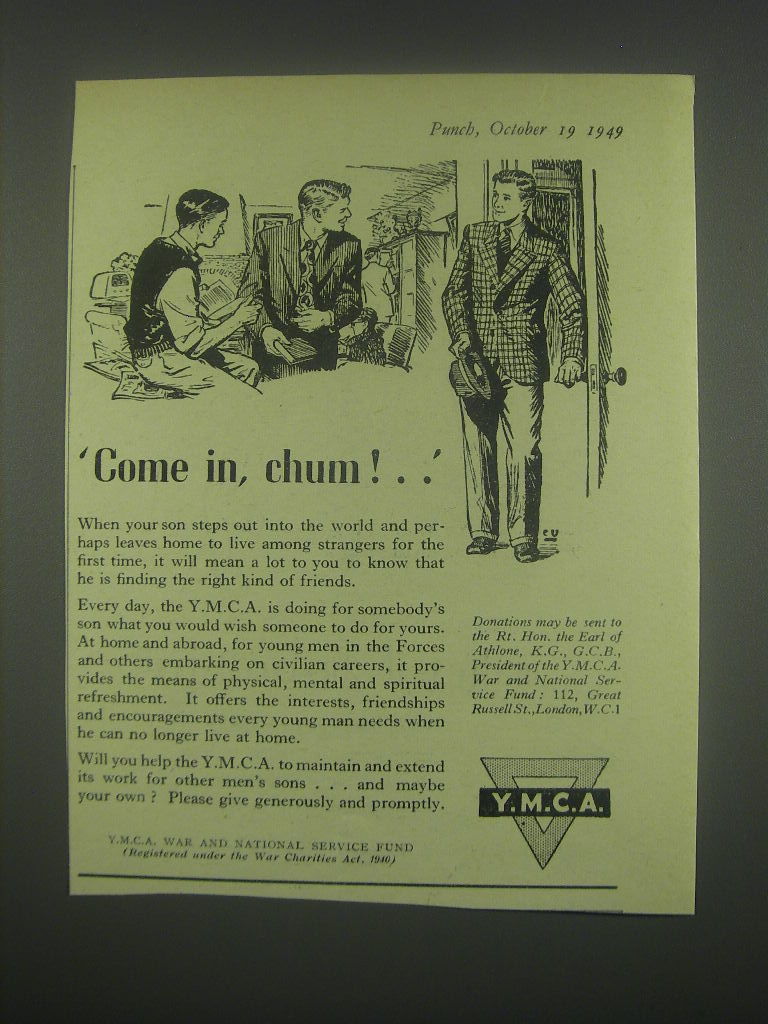 Punch, October 19 1949
'Come in, chum! . .'
When your son steps out into the world and per-
haps leaves home to live among strangers for the
first time, it will mean a lot to you to know that
he is finding the right kind of friends.
Every day, the Y.M.C.A. is doing for somebody's
son what you would wish someone to do for yours.
At home and abroad, for young men in the Forces
and others embarking on civilian careers, it pro-
vides the means of physical, mental and spiritual
refreshment. It offers the interests, friendships
and encouragements every young man needs when
he can no longer live at home.
Will you help the Y.M.C.A. to maintain and extend
its work for other men's sons . . . and maybe
your own ? Please give generously and promptly.
Y.M.C.A. WAR AND NATIONAL SERVICE FUND
(Registered under the War Charities Act, 1940)
CU
Donations may be sent to
the Rt. Hon. the Earl of
Athlone, K.G., G.C.B.,
President of the Y.M.C.A.
War and National Ser-
vice Fund : 112, Great
Russell St., London, W.C.1
Y.M.C.A.